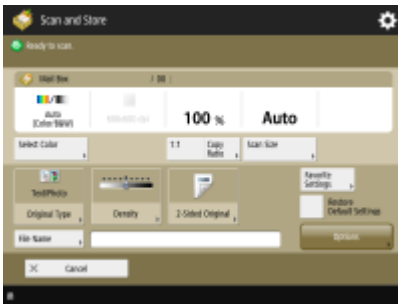 Scan and Store
Ready to scan.
Mail Box
Auto
(Color/B&W)
100 %
Auto
Select Color
1:1
Copy
Ratio
Scan Size
Text/Photo
Original Type
Density
2-Sided Original
Favorite
Settings
Restore
Default Settings
File Name
Options
Cancel